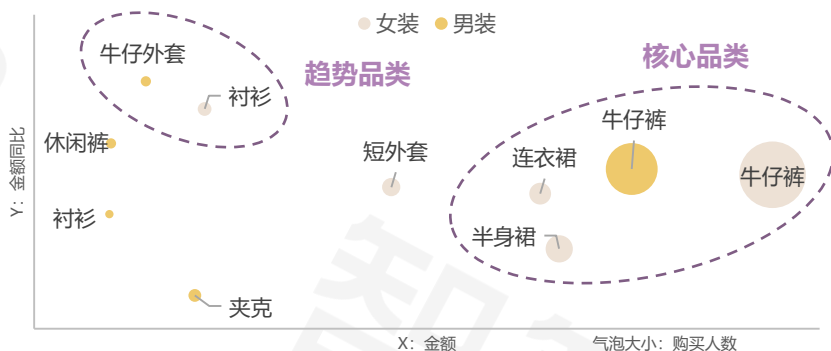 女装 男装
牛仔外套
趋势品类
核心品类
衬衫
牛仔裤
休闲裤
短外套
连衣裙
牛仔裤
衬衫
半身裙
夹克
Y：金额同比
X：金额
气泡大小：购买人数